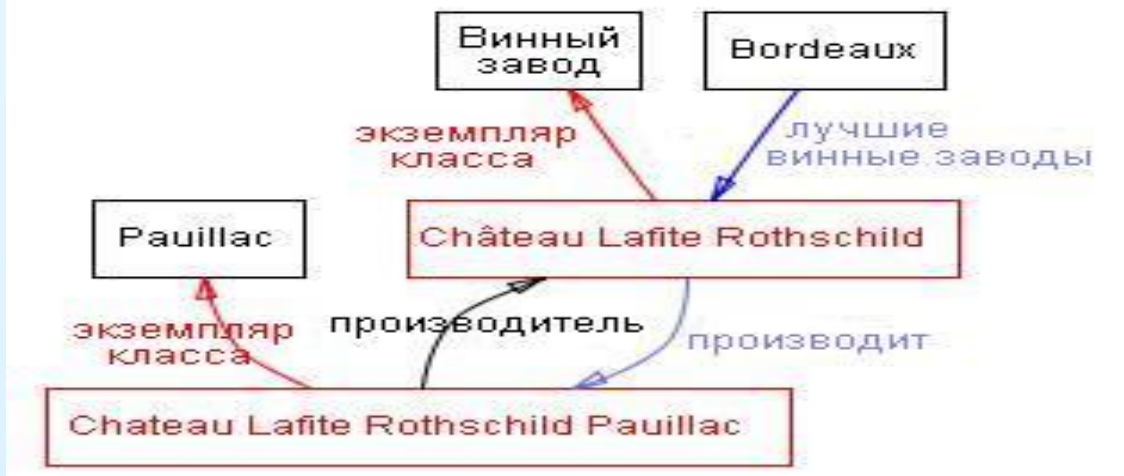 Винный
завод
Bordeaux
экземпляр
класса
лучшие
винные заводы
Pauillac
Château Lafite Rothschild
экземпляр
класса
производитель
производит
Chateau Lafite Rothschild Pauillac